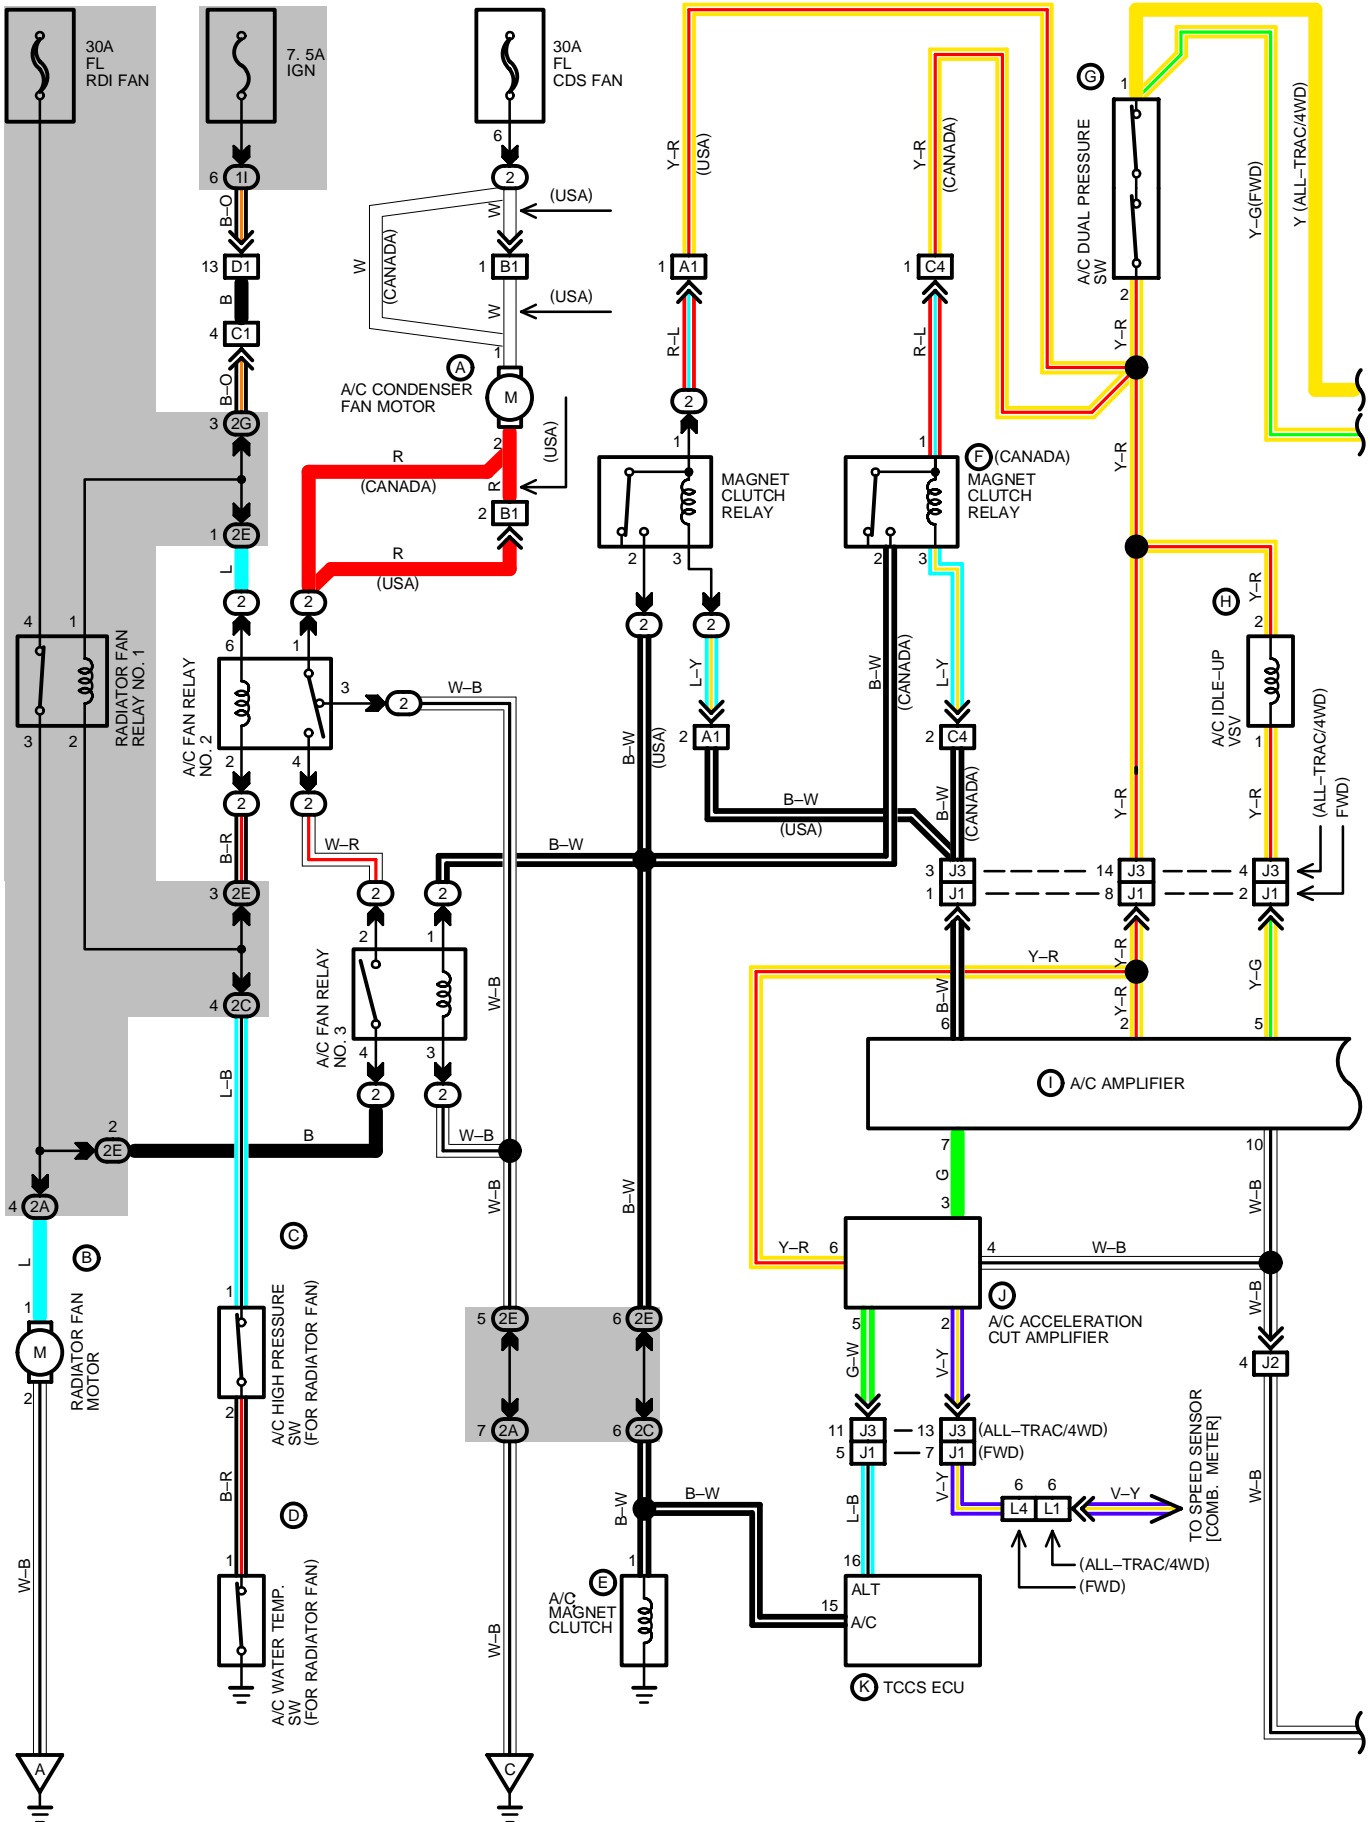 30A
FL
RDI FAN
7. 5A
IGN
30A
FL
CDS FAN
6
6
1I
2
B–O
W
(USA)
W
(CANADA)
13
D1
1
B1
B
W
(USA)
4
C1
1
B–O
A
A/C CONDENSER
FAN MOTOR
M
3
2G
2
R
(CANADA)
R
(USA)
2
B1
1
2E
R
(USA)
L
2
2
Y–R
(USA)
Y–R
(CANADA)
G
1
A/C DUAL PRESSURE
SW
2
Y–G(FWD)
Y (ALL–TRAC/4WD)
1
A1
1
C4
R–L
R–L
Y–R
2
1
1
F
(CANADA)
MAGNET
CLUTCH
RELAY
MAGNET
CLUTCH
RELAY
Y–R
2
3
2
3
2
2
4
1
RADIATOR FAN
RELAY NO. 1
3
2
6
1
A/C FAN RELAY
NO. 2
3
2
W–B
2
4
2
2
B–R
W–R
3
2E
2
2
B–W
B–W
(USA)
L–Y
2
A1
B–W
(USA)
B–W
(CANADA)
L–Y
2
C4
B–W
(CANADA)
Y–R
H
2
A/C IDLE–UP
VSV
1
Y–R
Y–R
(ALL–TRAC/4WD)
FWD)
3
J3
14
J3
4
J3
1
J1
8
J1
2
J1
2
1
A/C FAN RELAY
NO. 3
4
3
2
2
W–B
4
2C
L–B
B
2
2E
W–B
4
2A
L
B
1
M
RADIATOR FAN
MOTOR
2
W–B
A
C
1
A/C HIGH PRESSURE
SW
(FOR RADIATOR FAN)
2
B–R
D
1
A/C WATER TEMP.
SW
(FOR RADIATOR FAN)
W–B
5
2E
6
2E
7
2A
6
2C
W–B
C
B–W
B–W
B–W
1
E
A/C
MAGNET
CLUTCH
Y–R
Y–R
Y–R
Y–G
B–W
6
2
5
I
A/C AMPLIFIER
7
10
G
W–B
3
Y–R
6
4
W–B
J
A/C ACCELERATION
CUT AMPLIFIER
5
2
W–B
G–W
V–Y
4
J2
11
J3
13
J3
(ALL–TRAC/4WD)
5
J1
7
J1
(FWD)
L–B
V–Y
6
6
L4
L1
V–Y
TO SPEED SENSOR
[COMB. METER]
W–B
(ALL–TRAC/4WD)
(FWD)
16
ALT
15
A/C
K
TCCS ECU